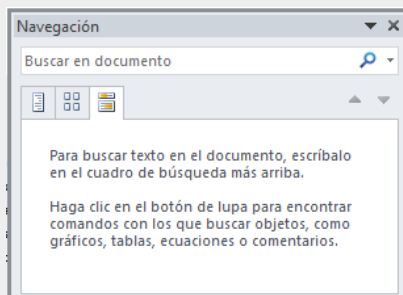 Navegación
Buscar en documento
Para buscar texto en el documento, escríbalo
en el cuadro de búsqueda más arriba.
Haga clic en el botón de lupa para encontrar
comandos con los que buscar objetos, como
gráficos, tablas, ecuaciones o comentarios.